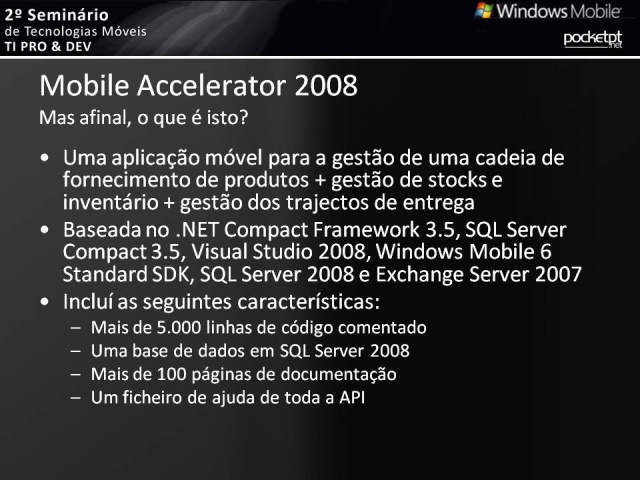 2º Seminário
de Tecnologias Móveis
TI PRO & DEV
Windows Mobile
pocketpt
.net
Mobile Accelerator 2008
Mas afinal, o que é isto?
• Uma aplicação móvel para a gestão de uma cadeia de
fornecimento de produtos + gestão de stocks e
inventário + gestão dos trajectos de entrega
• Baseada no .NET Compact Framework 3.5, SQL Server
Compact 3.5, Visual Studio 2008, Windows Mobile 6
Standard SDK, SQL Server 2008 e Exchange Server 2007
• Incluí as seguintes características:
– Mais de 5.000 linhas de código comentado
– Uma base de dados em SQL Server 2008
– Mais de 100 páginas de documentação
– Um ficheiro de ajuda de toda a API